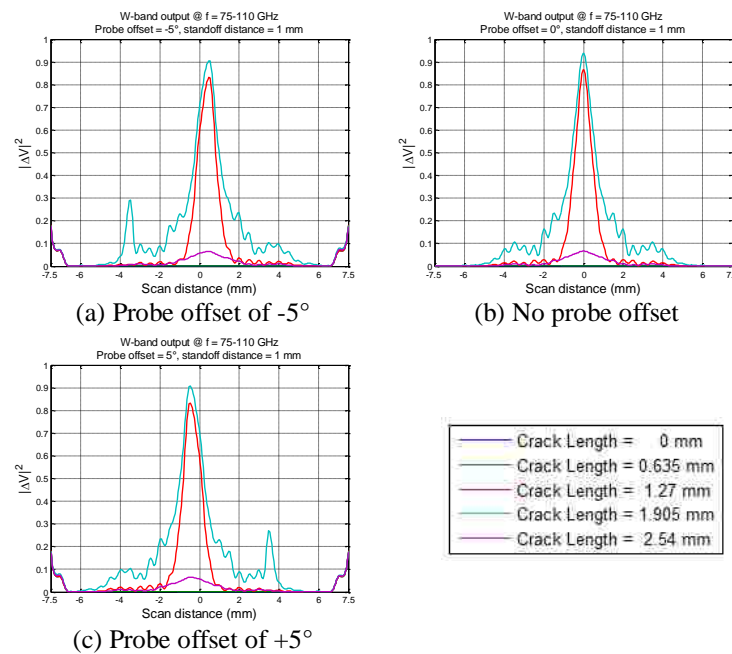 W-band output @ f = 75-110 GHz
Probe offset = -5°, standoff distance = 1 mm
1
0.9
0.8
0.7
0.6
0.5
0.4
0.3
0.2
0.1
0
|ΔV|²
-7.5 -6 -4 -2 0 2 4 6 7.5
Scan distance (mm)
(a) Probe offset of -5°
W-band output @ f = 75-110 GHz
Probe offset = 0°, standoff distance = 1 mm
1
0.9
0.8
0.7
0.6
0.5
0.4
0.3
0.2
0.1
0
|ΔV|²
-7.5 -6 -4 -2 0 2 4 6 7.5
Scan distance (mm)
(b) No probe offset
W-band output @ f = 75-110 GHz
Probe offset = 5°, standoff distance = 1 mm
1
0.9
0.8
0.7
0.6
0.5
0.4
0.3
0.2
0.1
0
|ΔV|²
-7.5 -6 -4 -2 0 2 4 6 7.5
Scan distance (mm)
(c) Probe offset of +5°
Crack Length = 0 mm
Crack Length = 0.635 mm
Crack Length = 1.27 mm
Crack Length = 1.905 mm
Crack Length = 2.54 mm